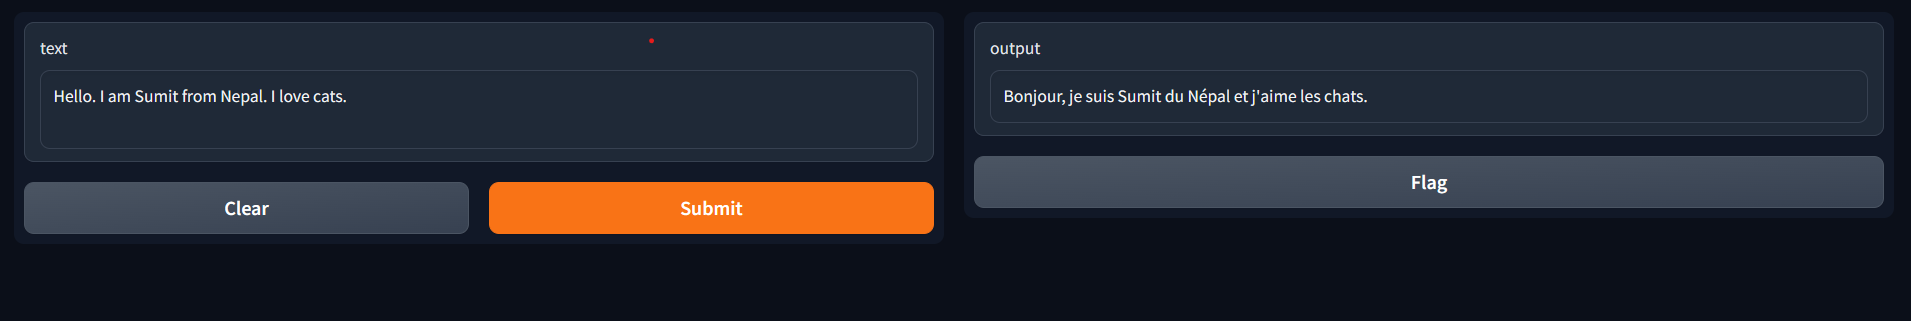 text
Hello. I am Sumit from Nepal. I love cats.
Clear
Submit
output
Bonjour, je suis Sumit du Népal et j'aime les chats.
Flag